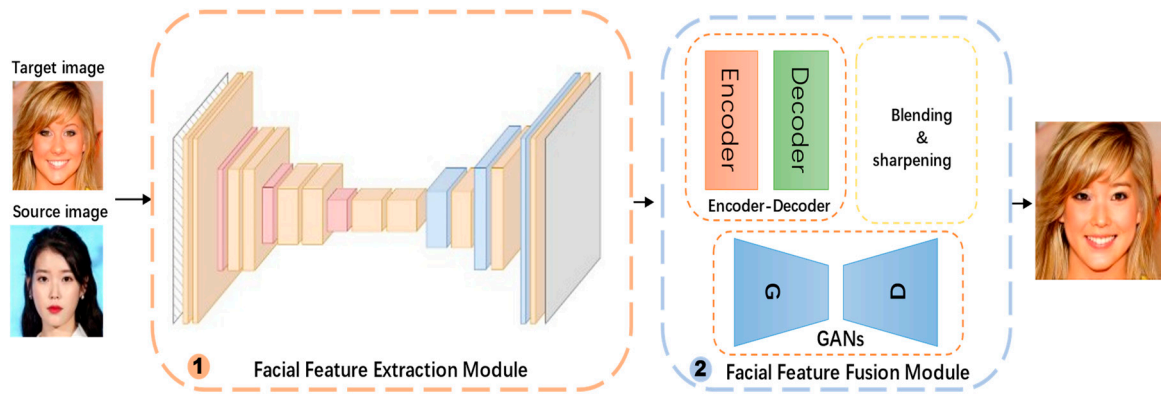 Target image
Source image
1
Facial Feature Extraction Module
Encoder
Decoder
Encoder-Decoder
Blending
&
sharpening
G
D
GANs
2
Facial Feature Fusion Module